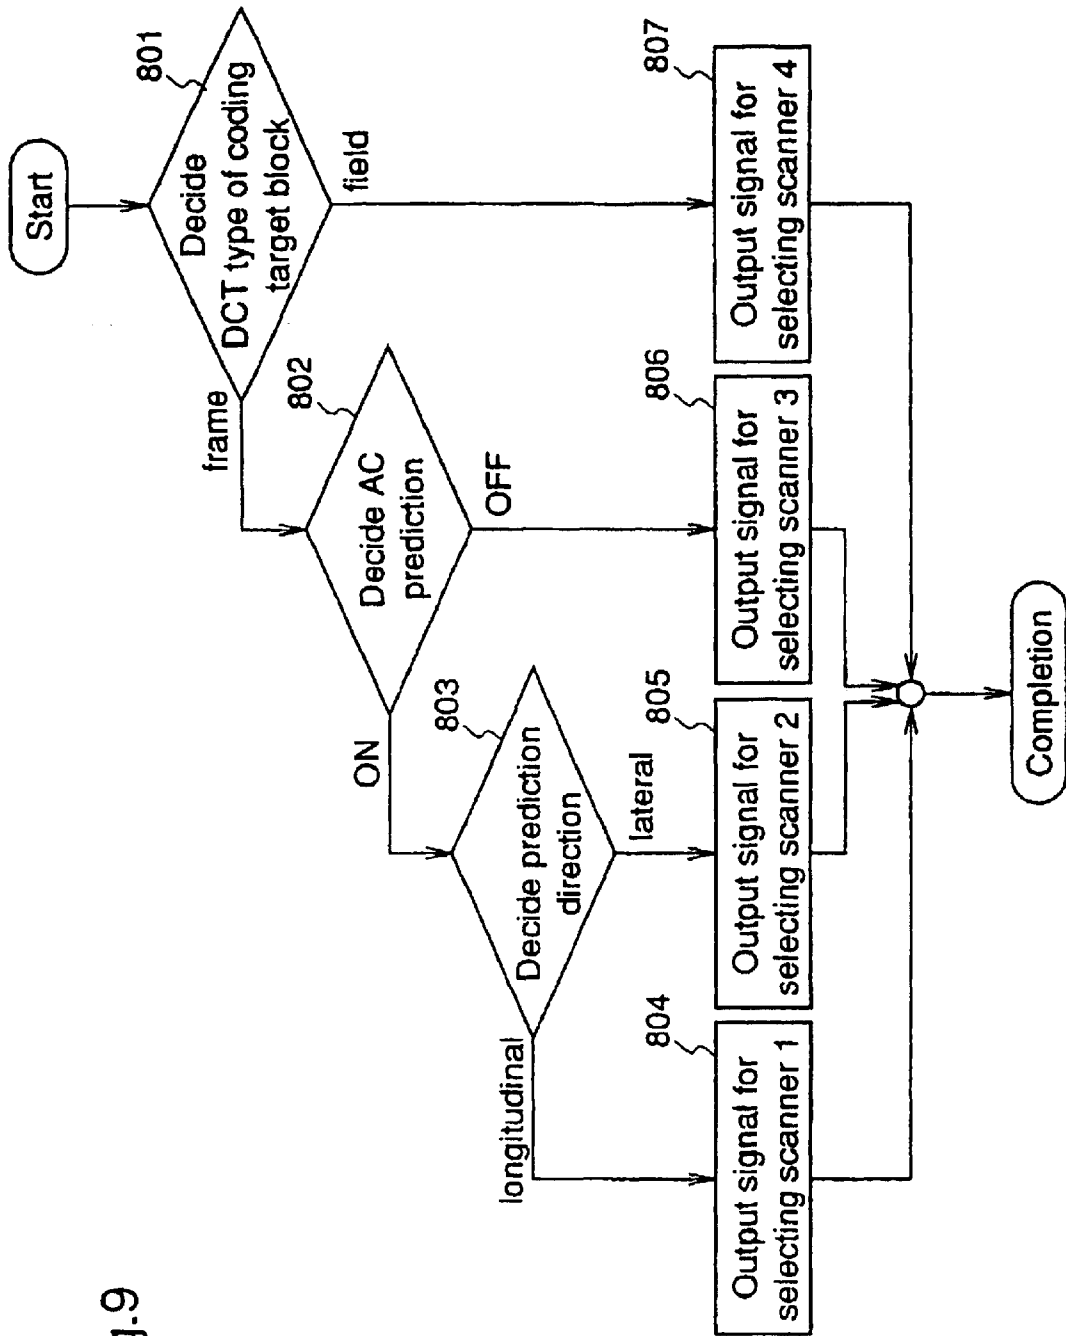 g.9
Start
801
Decide
DCT type of coding
target block
frame
field
802
Decide AC
prediction
ON
OFF
803
Decide prediction
direction
longitudinal
lateral
804
Output signal for
selecting scanner 1
805
Output signal for
selecting scanner 2
806
Output signal for
selecting scanner 3
807
Output signal for
selecting scanner 4
Completion